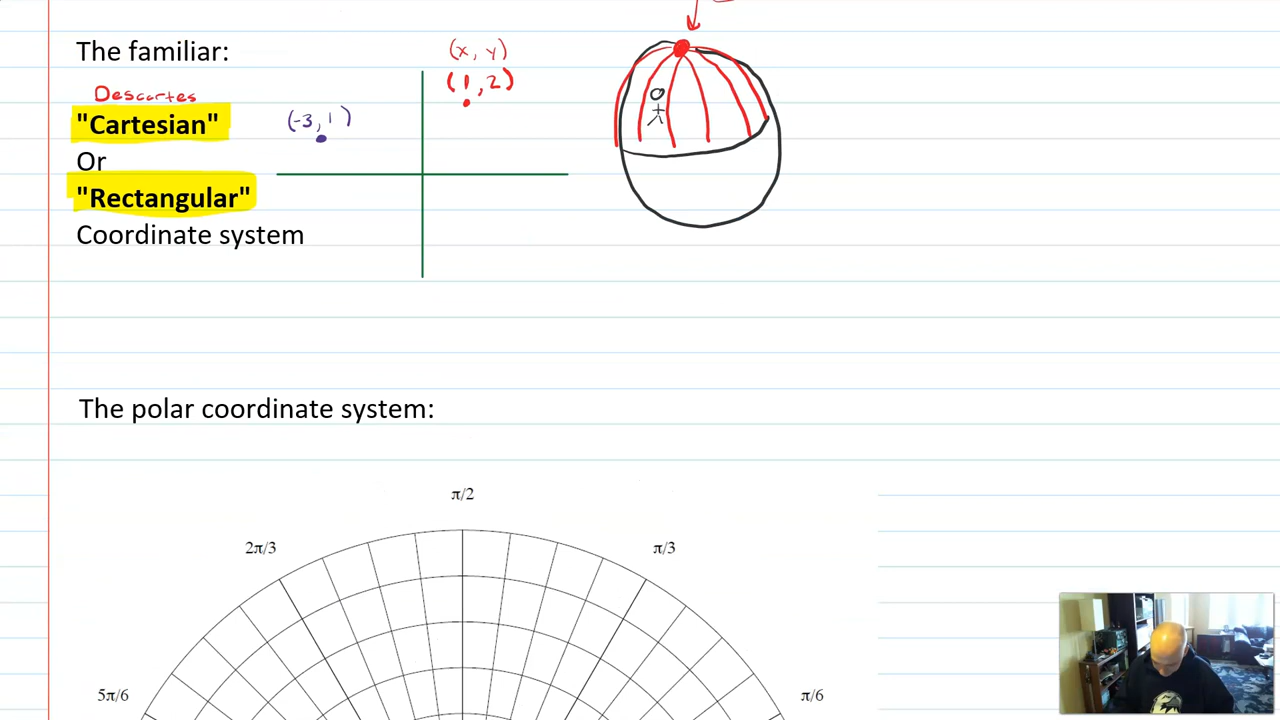 The familiar:
(x, y)
(1, 2)
Descartes
"Cartesian"
(-3, 1)
Or
"Rectangular"
Coordinate system
The polar coordinate system:
π/2
2π/3
π/3
5π/6
π/6